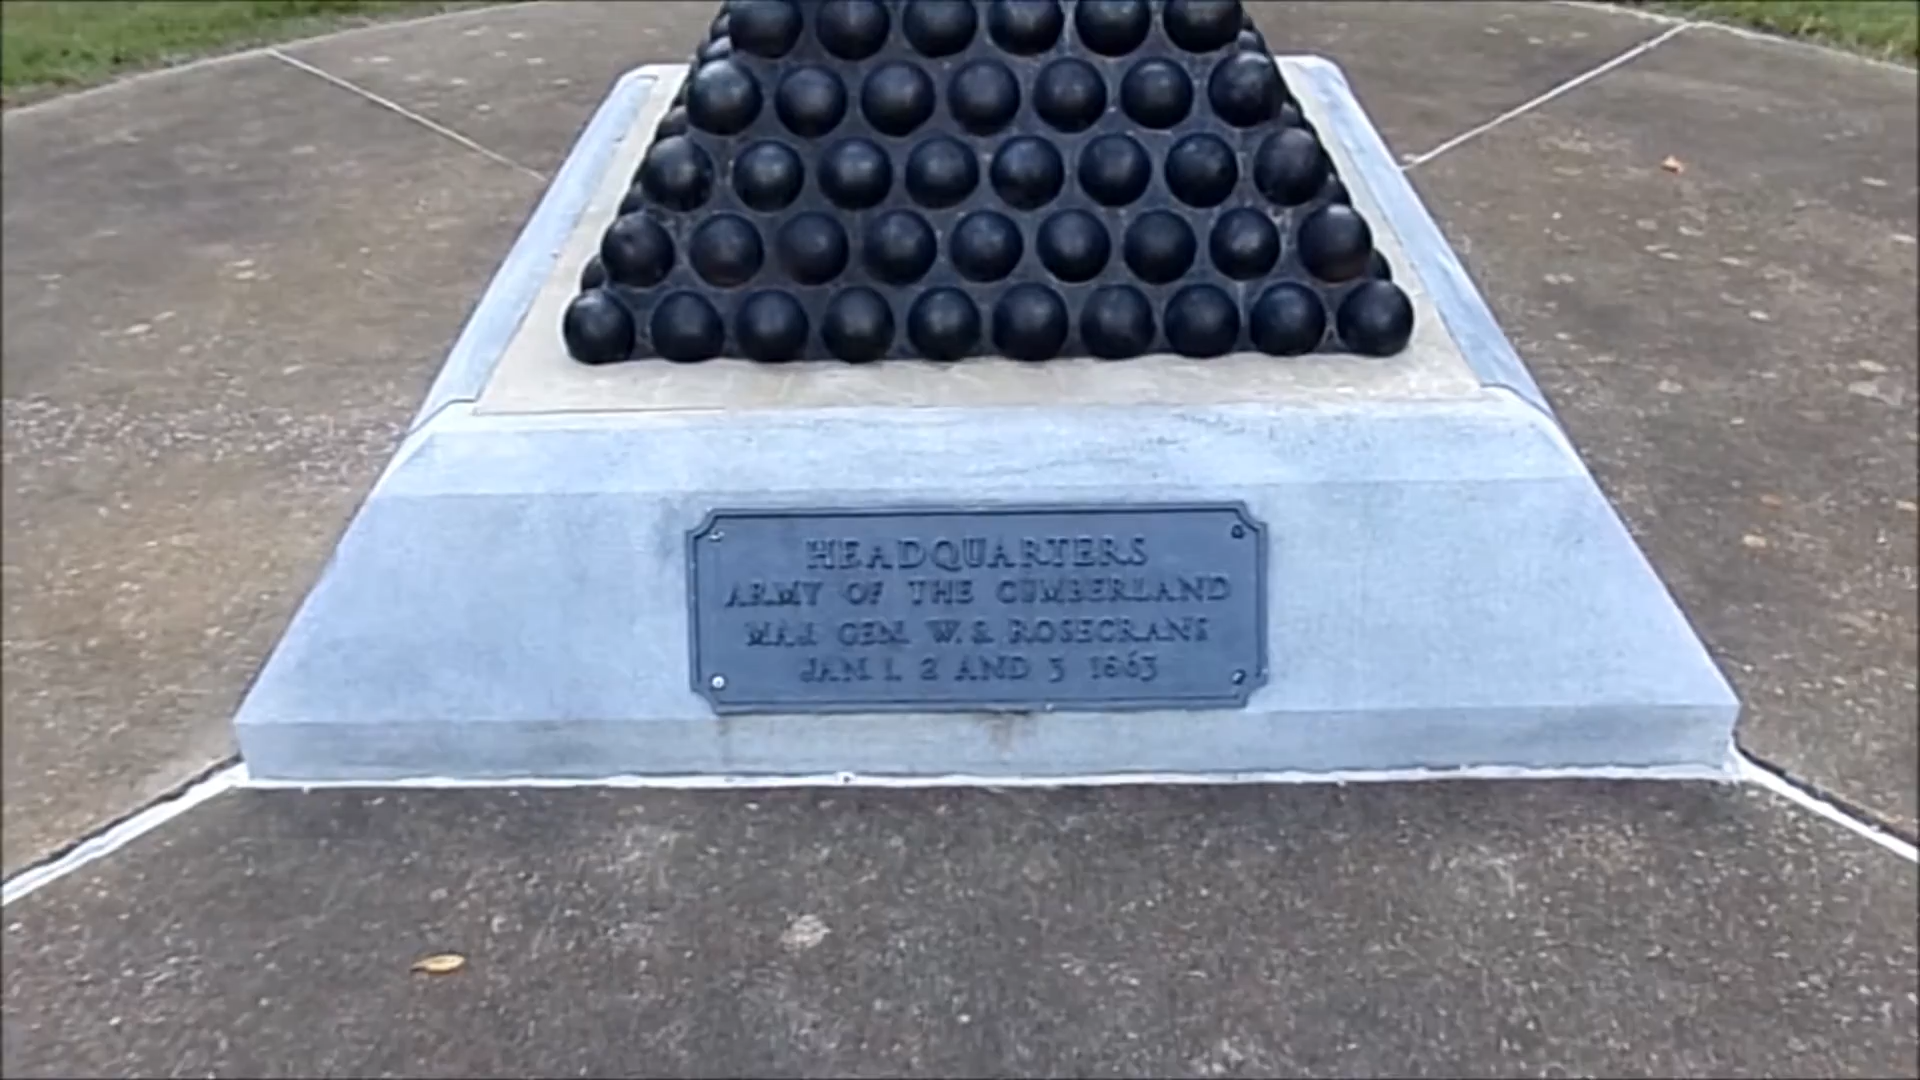 HEADQUARTERS
ARMY OF THE CUMBERLAND
MAJ. GEN. W. S. ROSECRANS
JAN. 1, 2 AND 3 1863